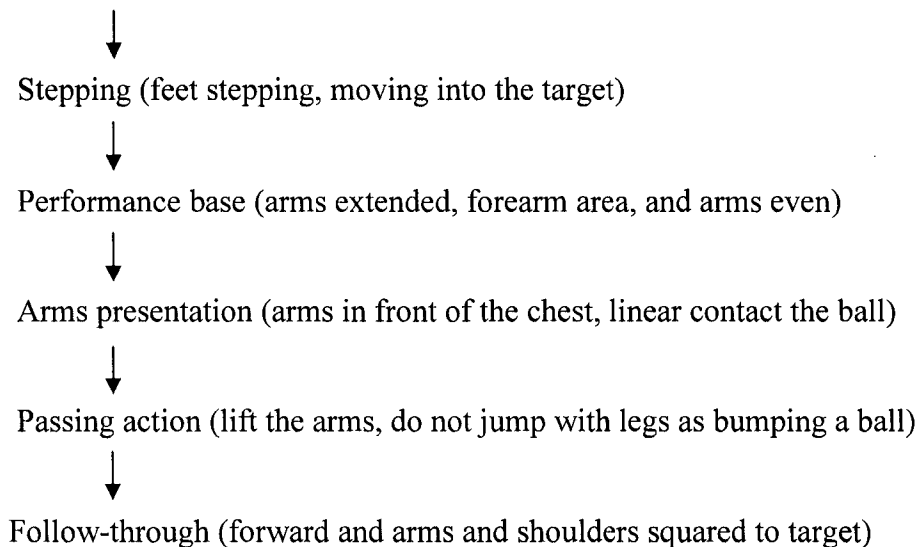 Stepping (feet stepping, moving into the target)
Performance base (arms extended, forearm area, and arms even)
Arms presentation (arms in front of the chest, linear contact the ball)
Passing action (lift the arms, do not jump with legs as bumping a ball)
Follow-through (forward and arms and shoulders squared to target)